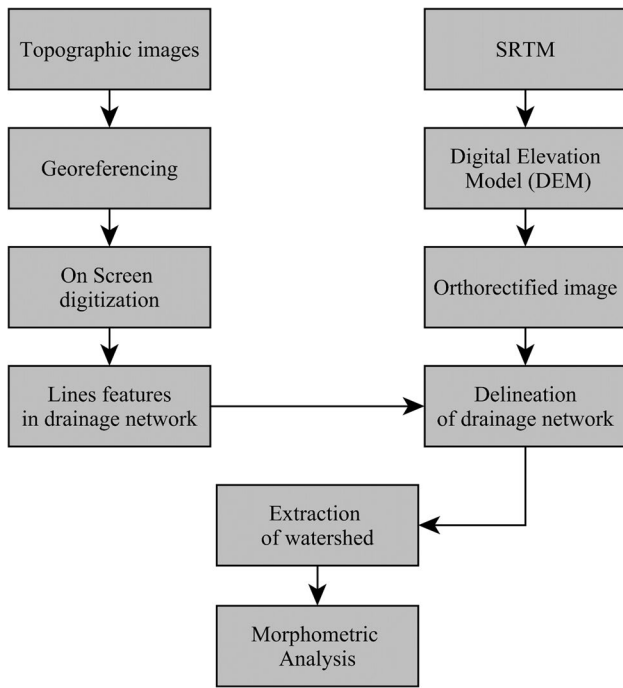 Topographic images
SRTM
Georeferencing
Digital Elevation
Model (DEM)
On Screen
digitization
Orthorectified image
Lines features
in drainage network
Delineation
of drainage network
Extraction
of watershed
Morphometric
Analysis